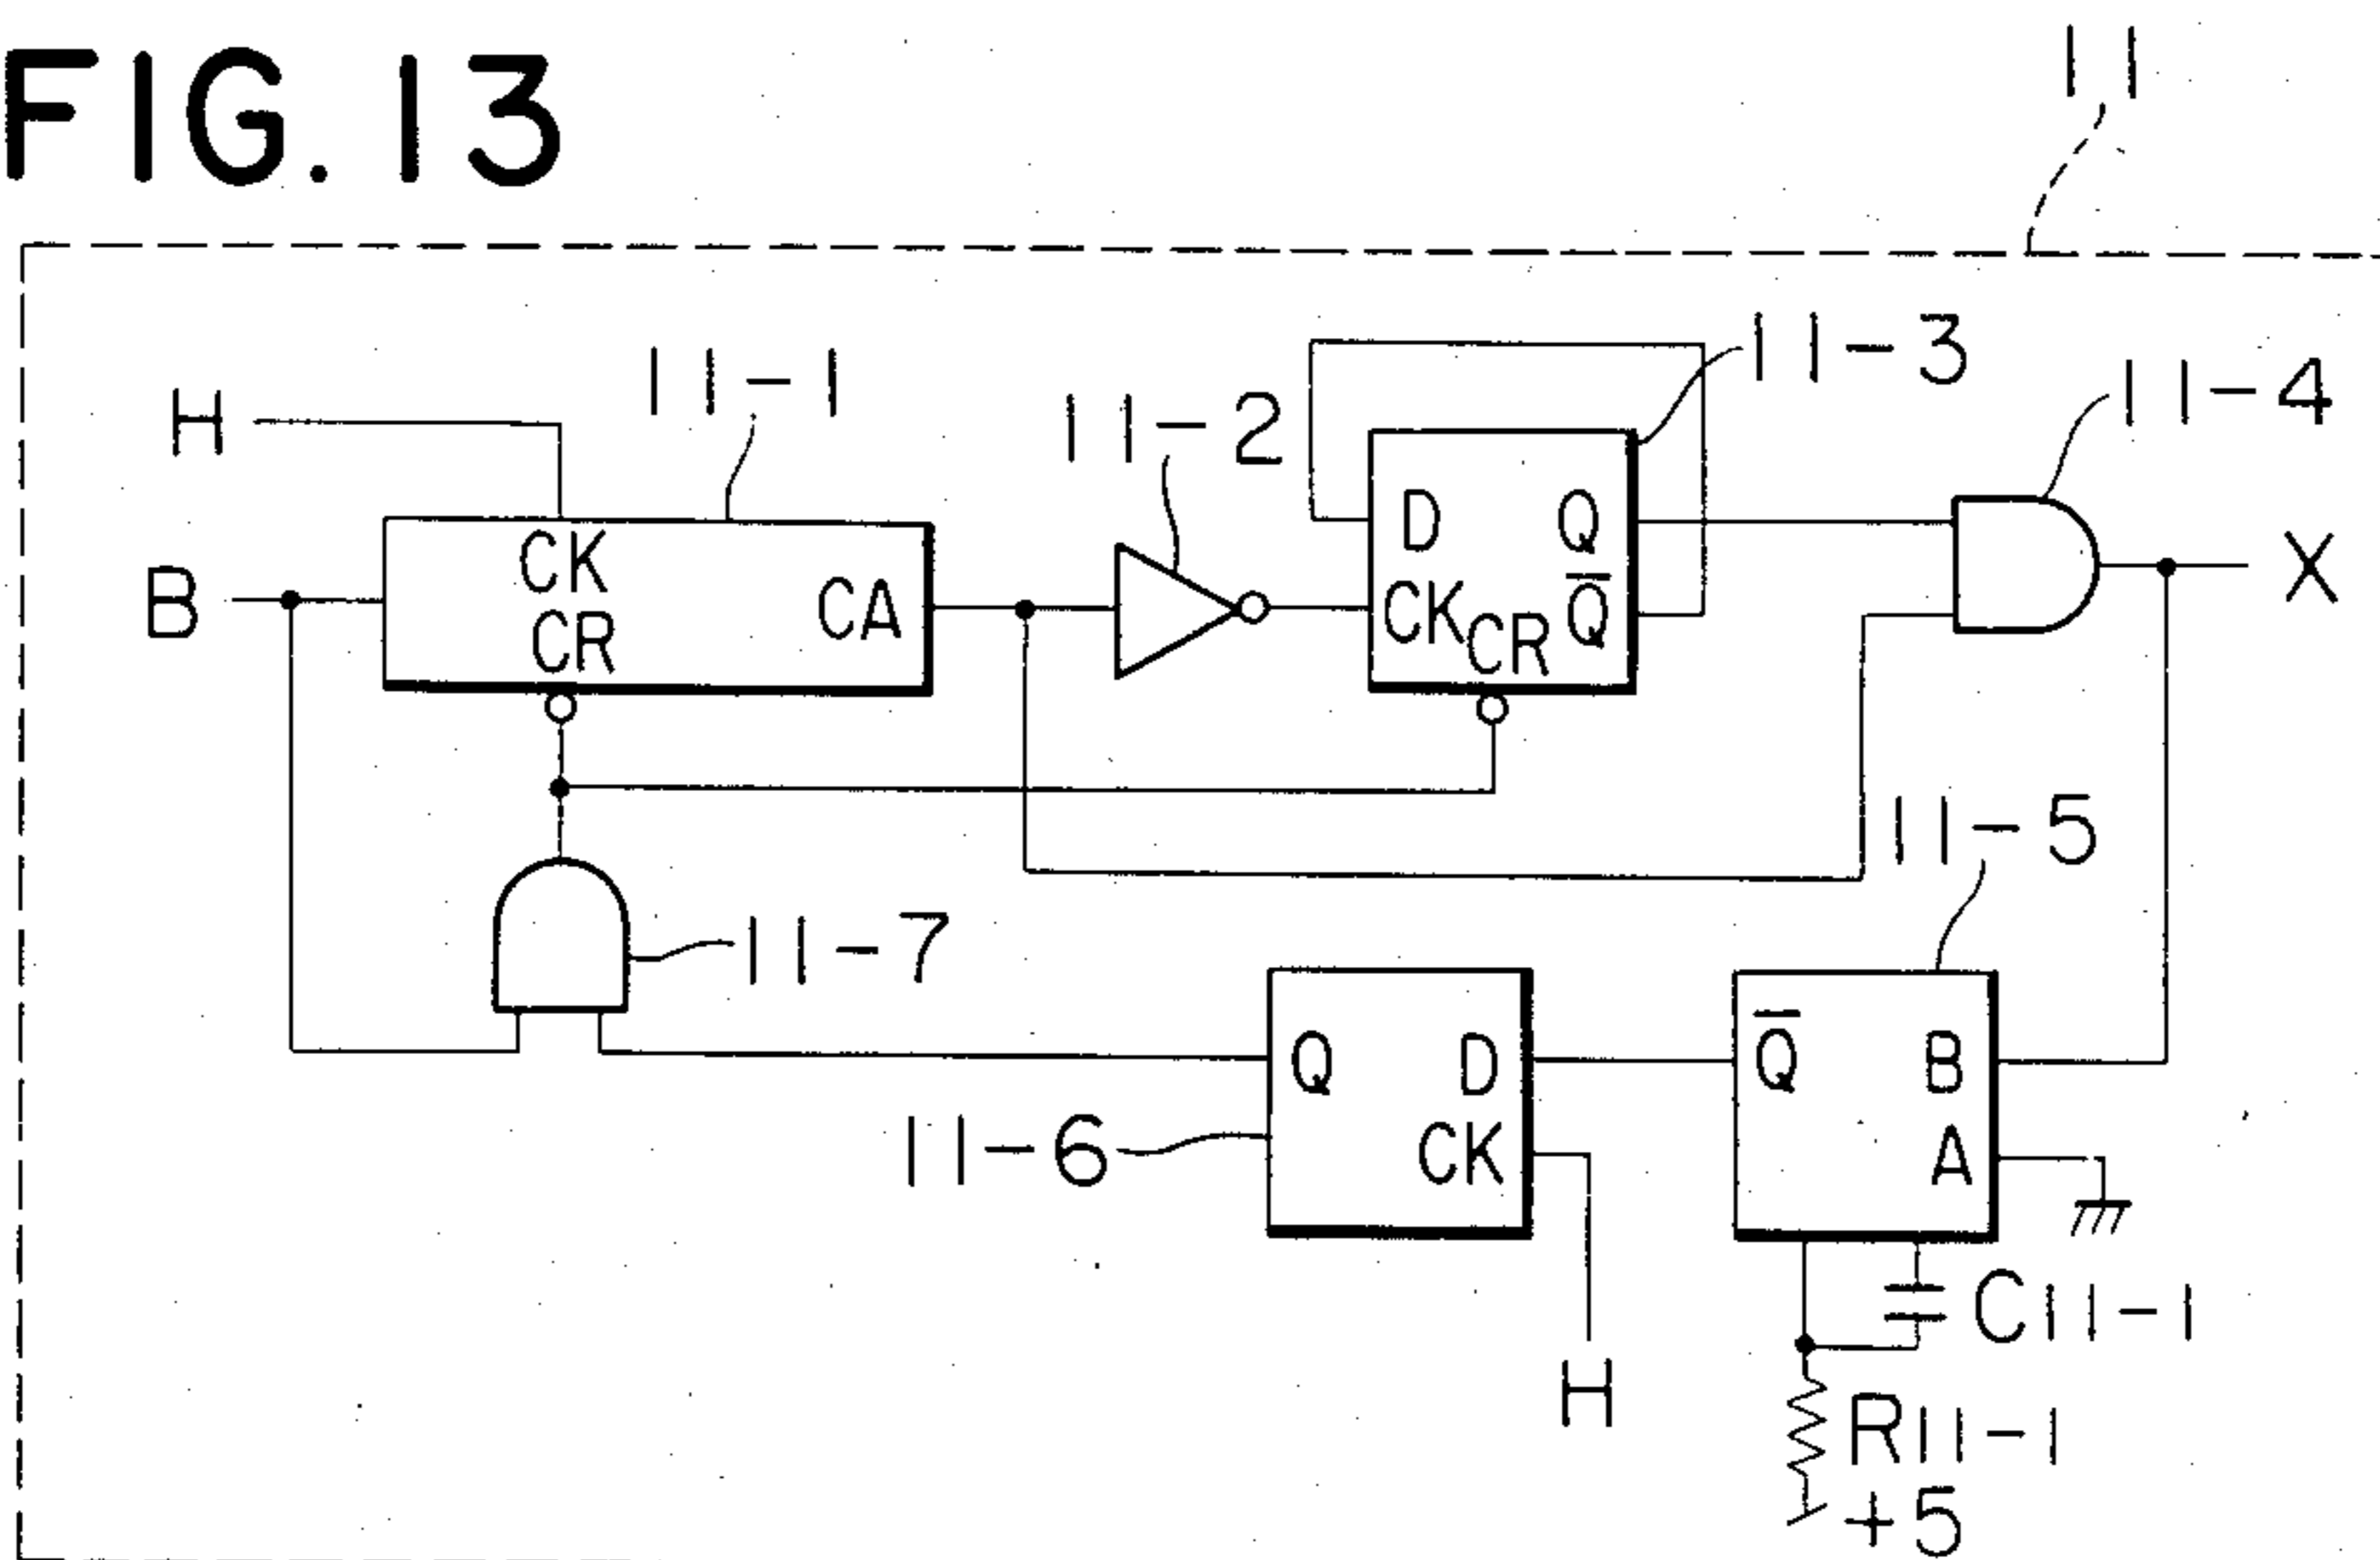 FIG. 13
11
11-3
11-1
11-4
H
11-2
D Q
CK
B
CA
CK
Q̅
X
CR
CR
11-5
11-7
Q D
Q̅ B
11-6
CK
A
C11-1
H
R11-1
+5